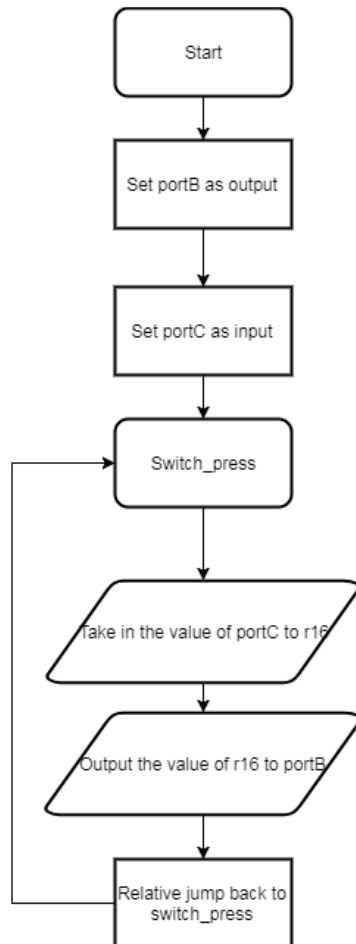 Start
Set portB as output
Set portC as input
Switch_press
Take in the value of portC to r16
Output the value of r16 to portB
Relative jump back to
switch_press